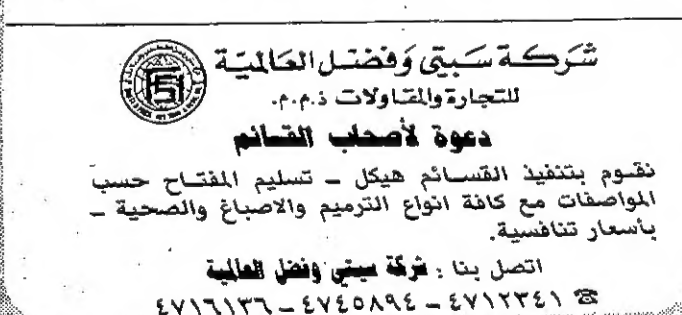 شركة سبيتي وفضل العالمية
للتجارة والمقاولات ذ.م.م.
دعوة لأصحاب القسائم
نقوم بتنفيذ القسائم هيكل ـ تسليم المفتاح حسب
المواصفات مع كافة انواع الترميم والاصباغ والصحية ـ
بأسعار تنافسية.
اتصل بنا : شركة سبيتي وفضل العالمية
☎ ٤٧١٢٣٤١ ـ ٤٧٤٥٨٩٤ ـ ٤٧١٦١٣٦